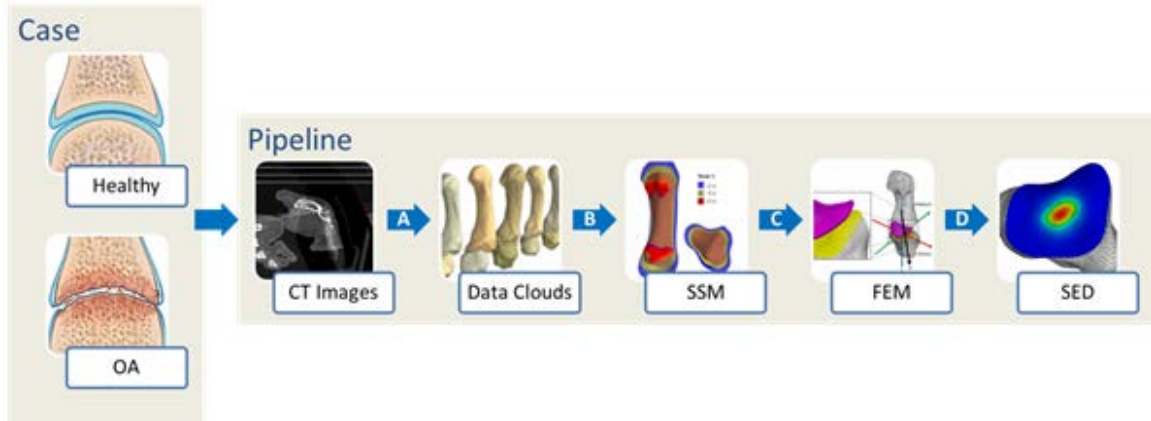 Case
Healthy
OA
Pipeline
CT Images
A
Data Clouds
B
SSM
C
FEM
D
SED